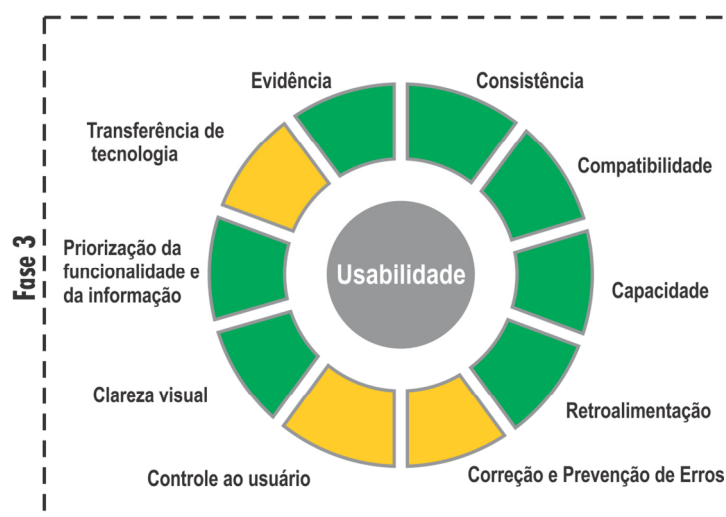 Evidência
Consistência
Transferência de
tecnologia
Compatibilidade
Fase 3
Priorização da
funcionalidade e
da informação
Usabilidade
Capacidade
Clareza visual
Retroalimentação
Controle ao usuário
Correção e Prevenção de Erros